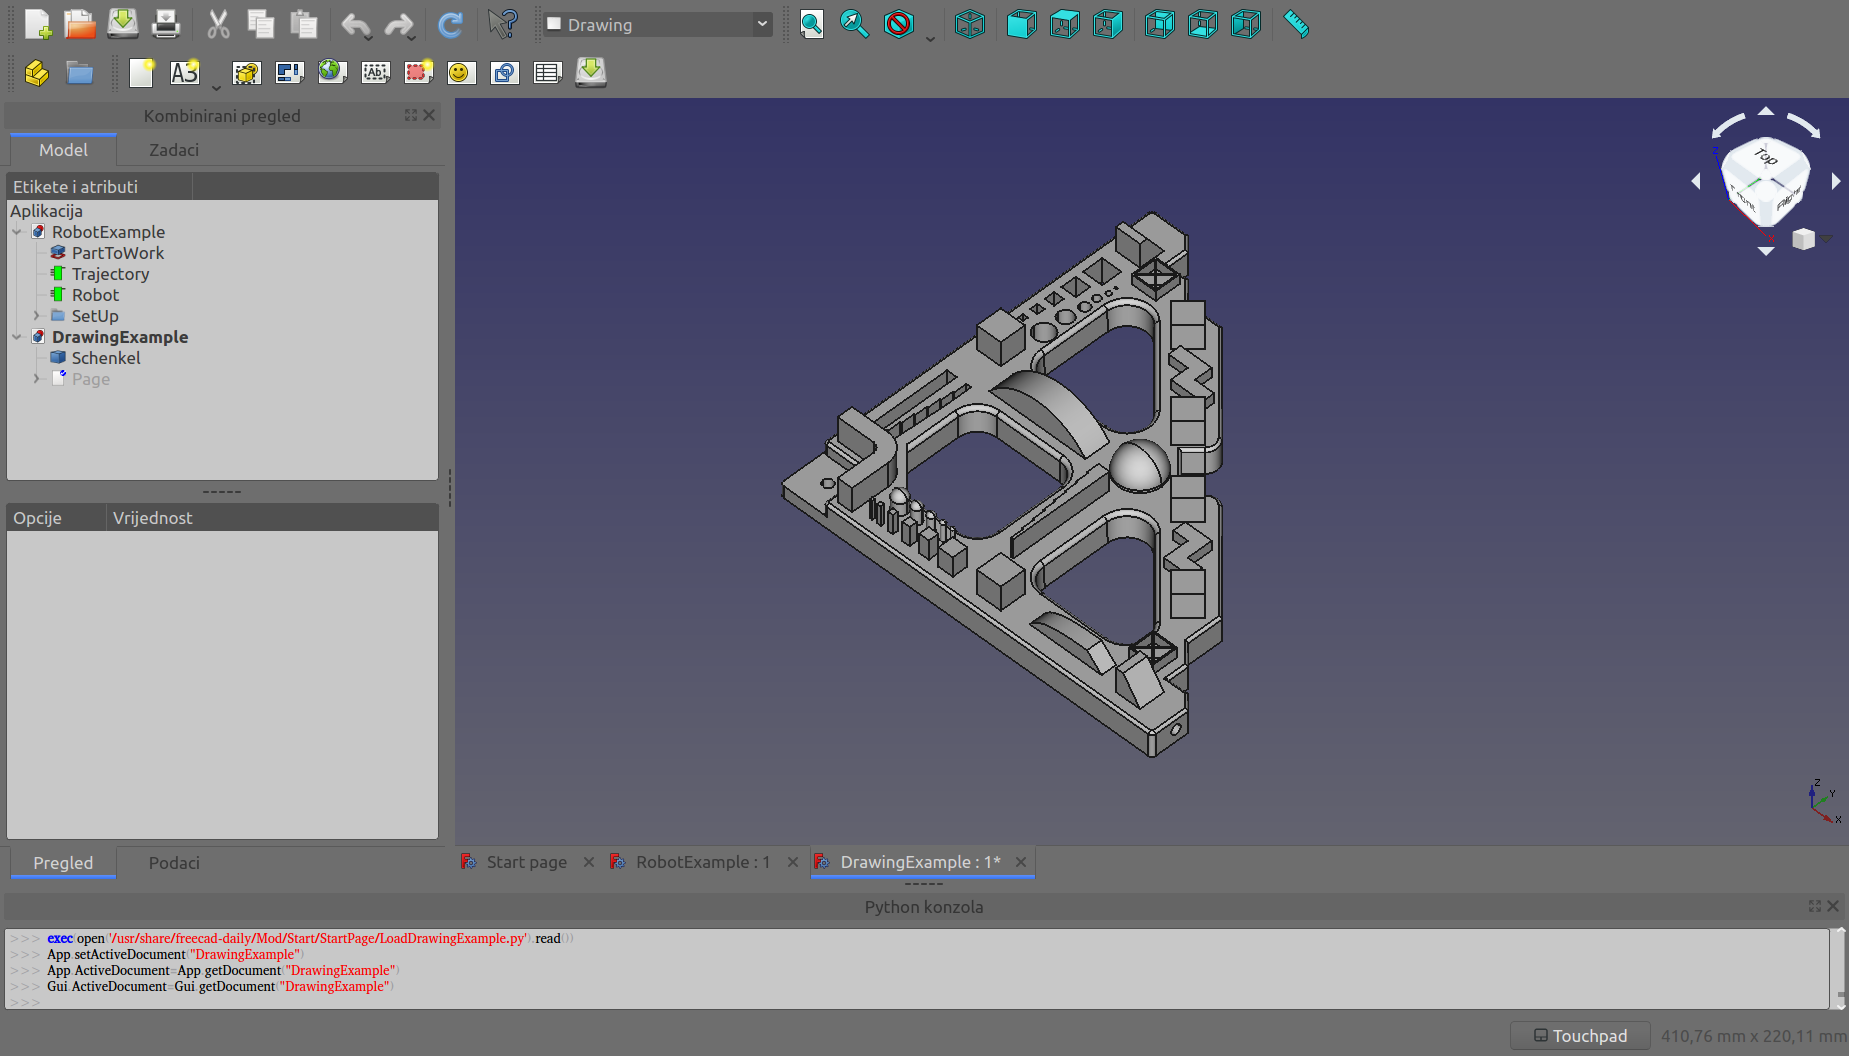 Drawing
A3
Ab
Kombinirani pregled
Model Zadaci
Etikete i atributi
Aplikacija
RobotExample
PartToWork
Trajectory
Robot
SetUp
DrawingExample
Schenkel
Page
Opcije Vrijednost
Pregled Podaci
Z
Top
Z
Y
X
Start page RobotExample : 1 DrawingExample : 1*
Python konzola
>>> exec(open('/usr/share/freecad-daily/Mod/Start/StartPage/LoadDrawingExample.py').read())
>>> App.setActiveDocument("DrawingExample")
>>> App.ActiveDocument=App.getDocument("DrawingExample")
>>> Gui.ActiveDocument=Gui.getDocument("DrawingExample")
>>>
Touchpad 410,76 mm x 220,11 mm